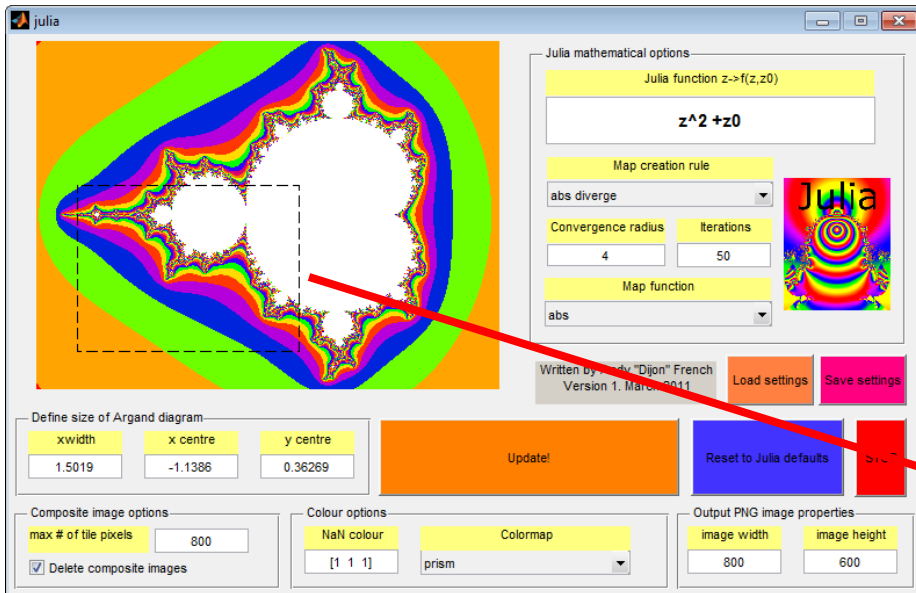 julia
Julia mathematical options
Julia function z->f(z,z0)
z^2 +z0
Map creation rule
abs diverge
Julia
Convergence radius
Iterations
4
50
Map function
abs
Written by Andy "Dijon" French
Version 1. March 2011
Load settings
Save settings
Define size of Argand diagram
xwidth
x centre
y centre
1.5019
-1.1386
0.36269
Update!
Reset to Julia defaults
STOP
Composite image options
max # of tile pixels
800
Delete composite images
Colour options
NaN colour
Colormap
[1 1 1]
prism
Output PNG image properties
image width
image height
800
600